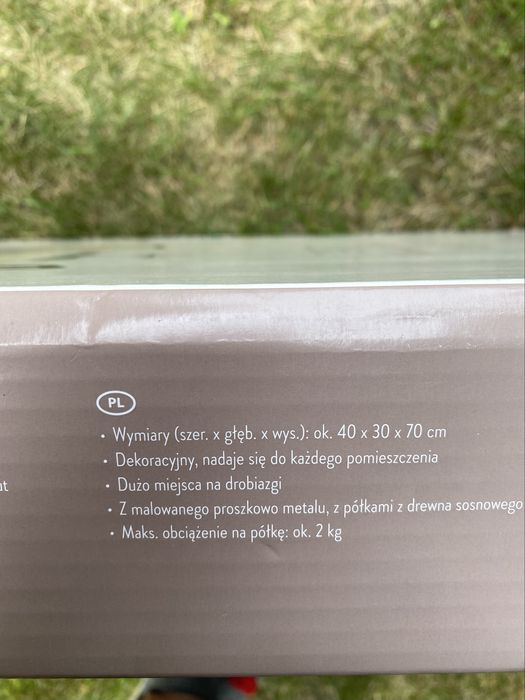 PL
• Wymiary (szer. x głęb. x wys.): ok. 40 x 30 x 70 cm
• Dekoracyjny, nadaje się do każdego pomieszczenia
• Dużo miejsca na drobiazgi
• Z malowanego proszkowo metalu, z półkami z drewna sosnowego
• Maks. obciążenie na półkę: ok. 2 kg